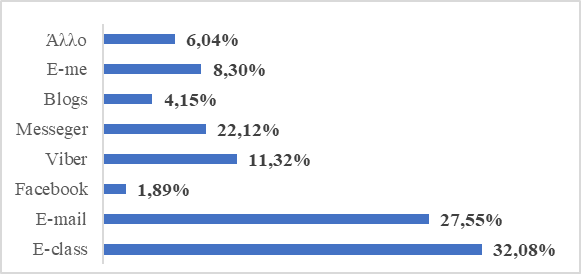 Άλλο 6,04%
E-me 8,30%
Blogs 4,15%
Messeger 22,12%
Viber 11,32%
Facebook 1,89%
E-mail 27,55%
E-class 32,08%